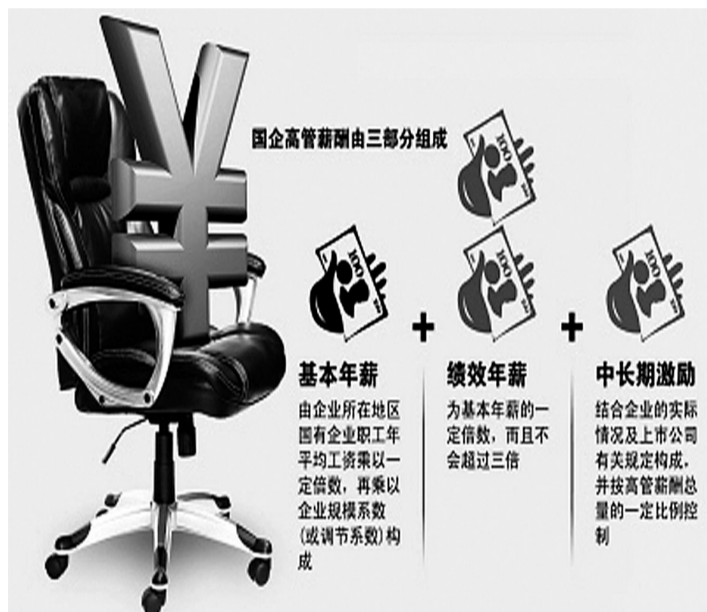 国企高管薪酬由三部分组成
100
100
100
100
+
+
基本年薪
由企业所在地区
国有企业职工年
平均工资乘以一
定倍数，再乘以
企业规模系数
(或调节系数)构
成
绩效年薪
为基本年薪的一
定倍数，而且不
会超过三倍
中长期激励
结合企业的实际
情况及上市公司
有关规定构成，
并按高管薪酬总
量的一定比例控
制